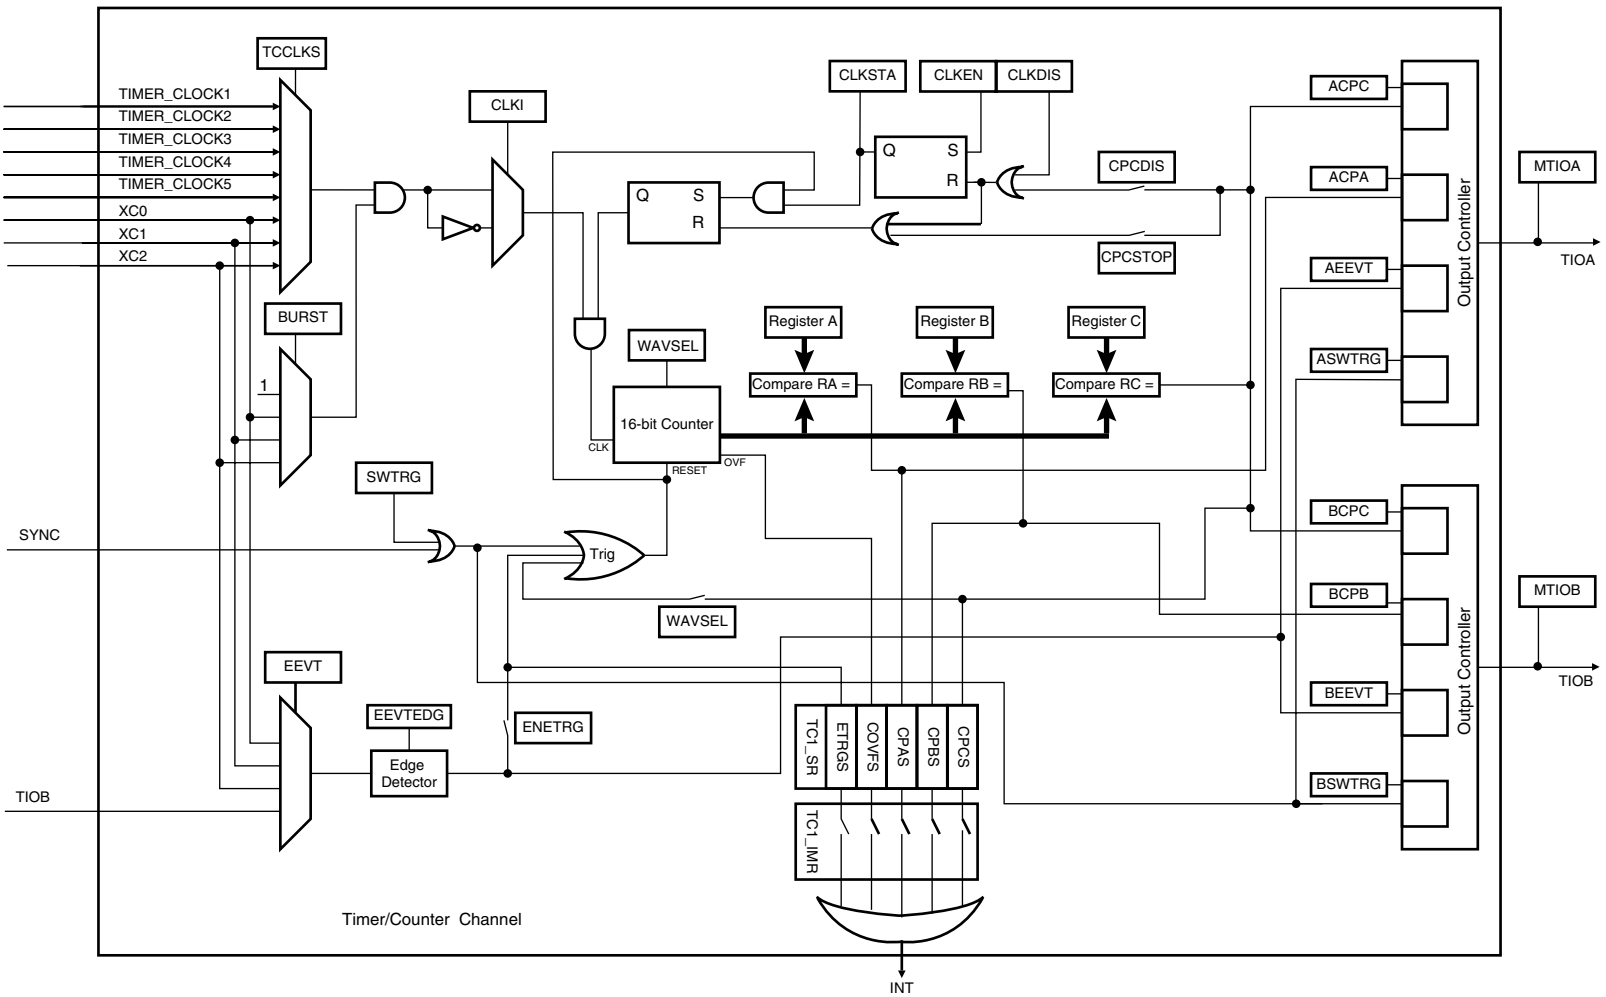 TCCLKS
TIMER_CLOCK1
TIMER_CLOCK2
TIMER_CLOCK3
TIMER_CLOCK4
TIMER_CLOCK5
XC0
XC1
XC2
CLKI
CLKSTA
CLKEN
CLKDIS
Q
S
R
Q
S
R
CPCDIS
CPCSTOP
ACPC
ACPA
AEEVT
ASWTRG
Output Controller
MTIOA
TIOA
BURST
1
WAVSEL
Register A
Register B
Register C
Compare RA =
Compare RB =
Compare RC =
16-bit Counter
CLK
RESET
OVF
SWTRG
SYNC
Trig
WAVSEL
BCPC
BCPB
BEEVT
BSWTRG
Output Controller
MTIOB
TIOB
EEVT
EEVTEDG
Edge
Detector
ENETRG
TIOB
TC1_SR
ETRGS
COVFS
CPAS
CPBS
CPCS
TC1_IMR
Timer/Counter Channel
INT